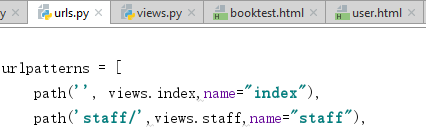 y urls.py views.py booktest.html user.html
urlpatterns = [
path('', views.index,name="index"),
path('staff/',views.staff,name="staff"),